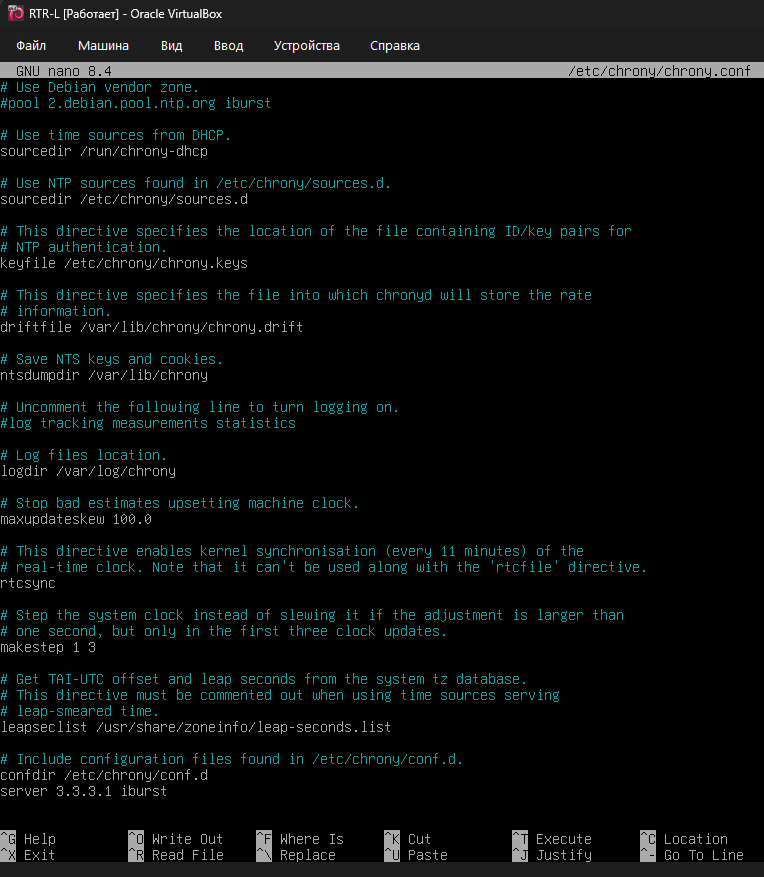 RTR-L [Работает] - Oracle VirtualBox
Файл Машина Вид Ввод Устройства Справка
GNU nano 8.4 /etc/chrony/chrony.conf
# Use Debian vendor zone.
#pool 2.debian.pool.ntp.org iburst
# Use time sources from DHCP.
sourcedir /run/chrony-dhcp
# Use NTP sources found in /etc/chrony/sources.d.
sourcedir /etc/chrony/sources.d
# This directive specifies the location of the file containing ID/key pairs for
# NTP authentication.
keyfile /etc/chrony/chrony.keys
# This directive specifies the file into which chronyd will store the rate
# information.
driftfile /var/lib/chrony/chrony.drift
# Save NTS keys and cookies.
ntsdumpdir /var/lib/chrony
# Uncomment the following line to turn logging on.
#log tracking measurements statistics
# Log files location.
logdir /var/log/chrony
# Stop bad estimates upsetting machine clock.
maxupdateskew 100.0
# This directive enables kernel synchronisation (every 11 minutes) of the
# real-time clock. Note that it can't be used along with the 'rtcfile' directive.
rtcsync
# Step the system clock instead of slewing it if the adjustment is larger than
# one second, but only in the first three clock updates.
makestep 1 3
# Get TAI-UTC offset and leap seconds from the system tz database.
# This directive must be commented out when using time sources serving
# leap-smeared time.
leapseclist /usr/share/zoneinfo/leap-seconds.list
# Include configuration files found in /etc/chrony/conf.d.
confdir /etc/chrony/conf.d
server 3.3.3.1 iburst
^G Help ^O Write Out ^F Where Is ^K Cut ^T Execute ^C Location
^X Exit ^R Read File ^\ Replace ^U Paste ^J Justify ^- Go To Line